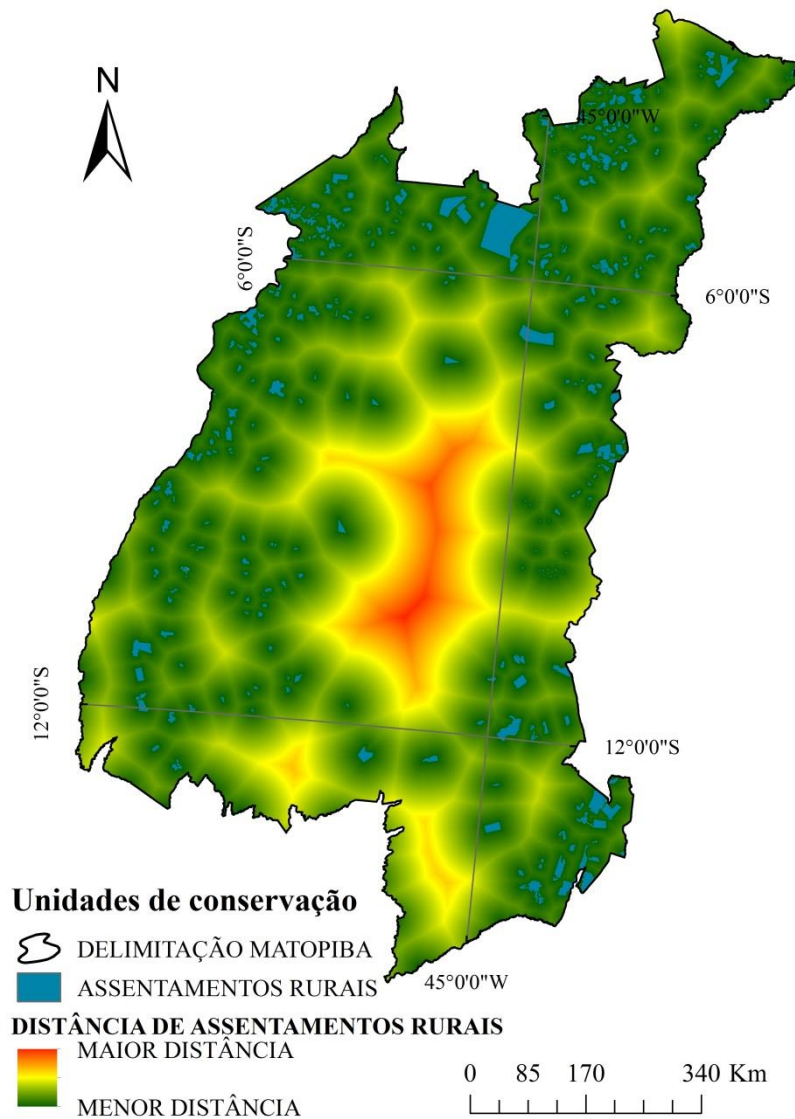 N
45°0'0"W
6°0'0"S
6°0'0"S
12°0'0"S
12°0'0"S
Unidades de conservação
DELIMITAÇÃO MATOPIBA
ASSENTAMENTOS RURAIS
45°0'0"W
DISTÂNCIA DE ASSENTAMENTOS RURAIS
MAIOR DISTÂNCIA
MENOR DISTÂNCIA
0 85 170 340 Km